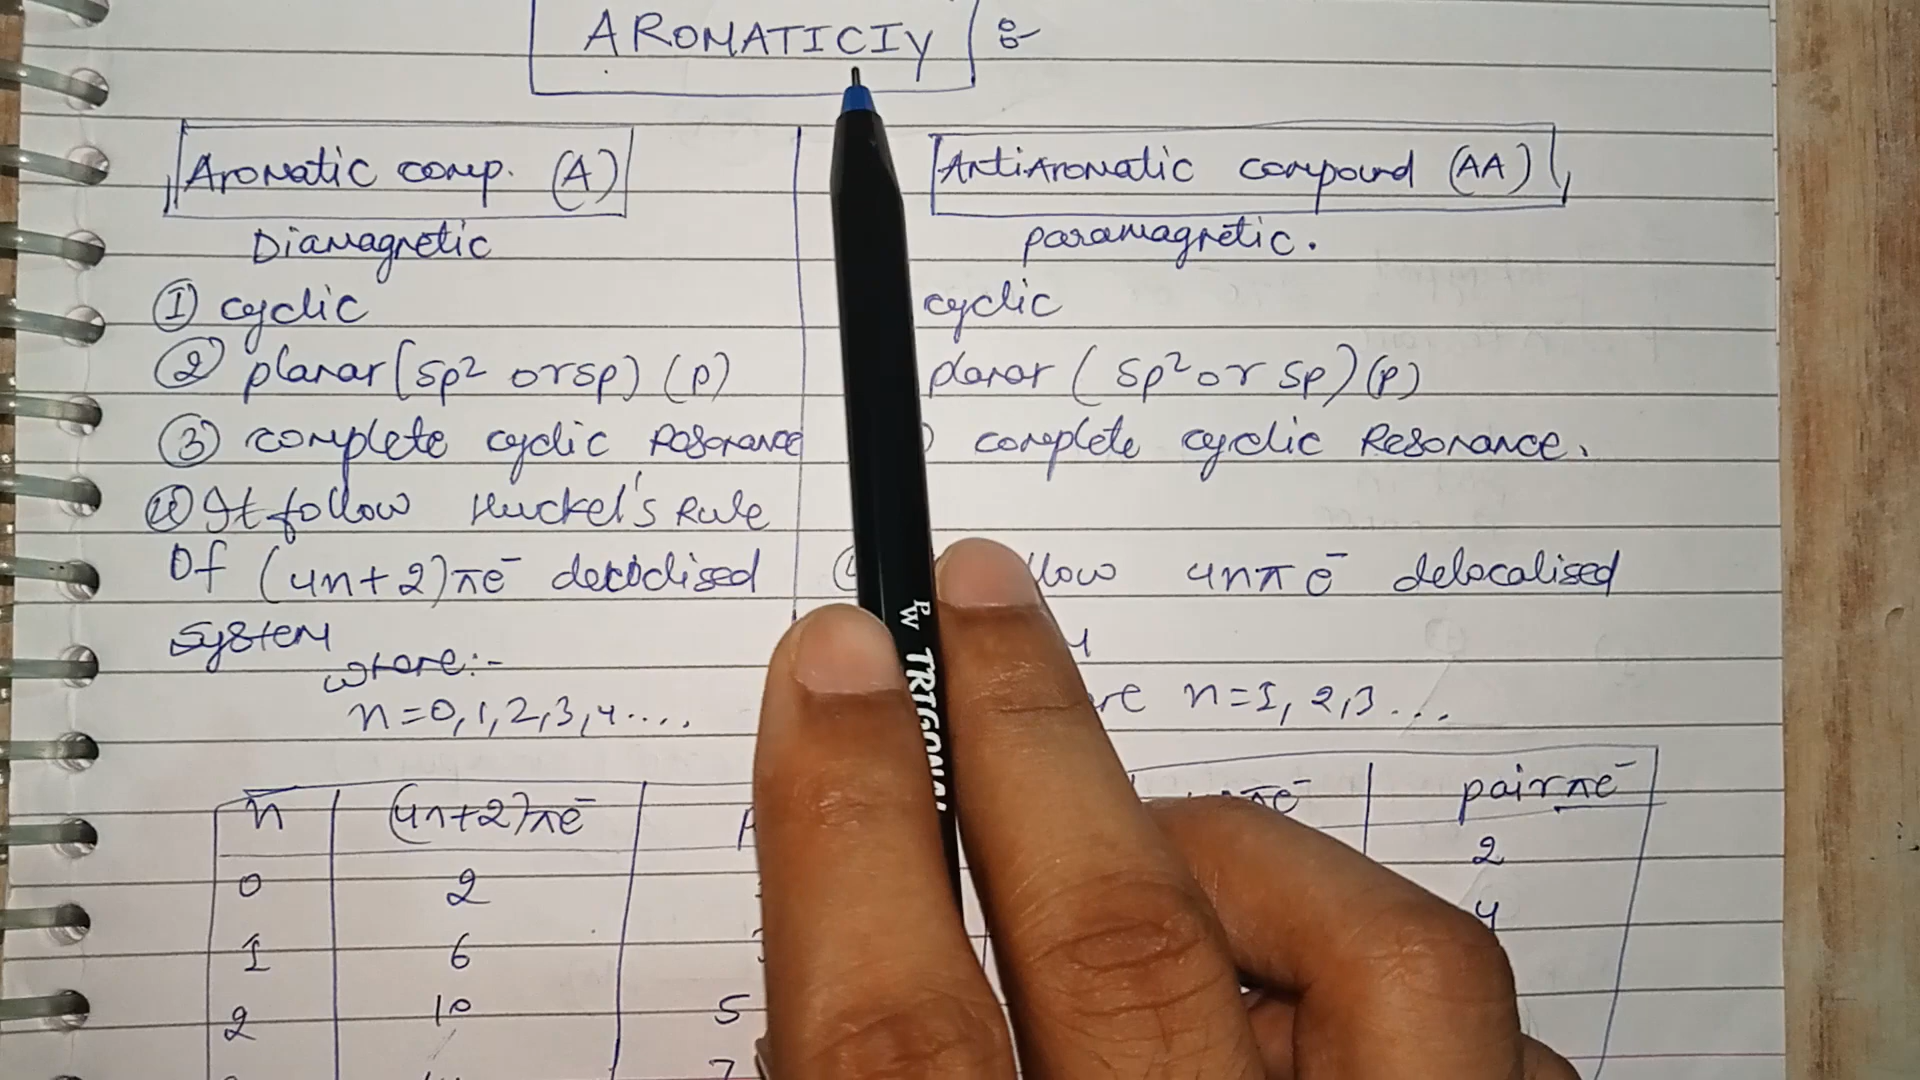 AROMATICIY :-
Aromatic comp. (A)
Antiaromatic compound (AA)
Diamagnetic
paramagnetic.
① cyclic
cyclic
② planar (sp² or sp) (p)
planar (sp² or sp) (p)
③ complete cyclic Resonance
complete cyclic Resonance.
④ It follow Huckel's Rule
of (4n+2)πe⁻ delocalised
4nπe⁻ delocalised
system
where:-
n=0,1,2,3,4....
n=1,2,3...
n (4n+2)πe⁻
pair πe⁻
2
0 2
4
1 6
2 10 5
7
PW TRIGONAL